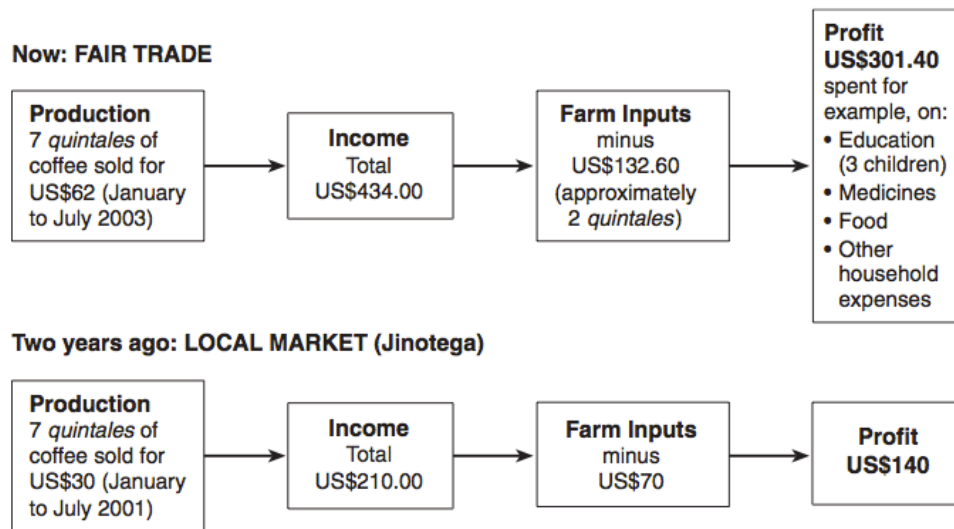 Now: FAIR TRADE
Production
7 quintales of
coffee sold for
US$62 (January
to July 2003)
Income
Total
US$434.00
Farm Inputs
minus
US$132.60
(approximately
2 quintales)
Profit
US$301.40
spent for
example, on:
• Education
(3 children)
• Medicines
• Food
• Other
household
expenses
Two years ago: LOCAL MARKET (Jinotega)
Production
7 quintales of
coffee sold for
US$30 (January
to July 2001)
Income
Total
US$210.00
Farm Inputs
minus
US$70
Profit
US$140